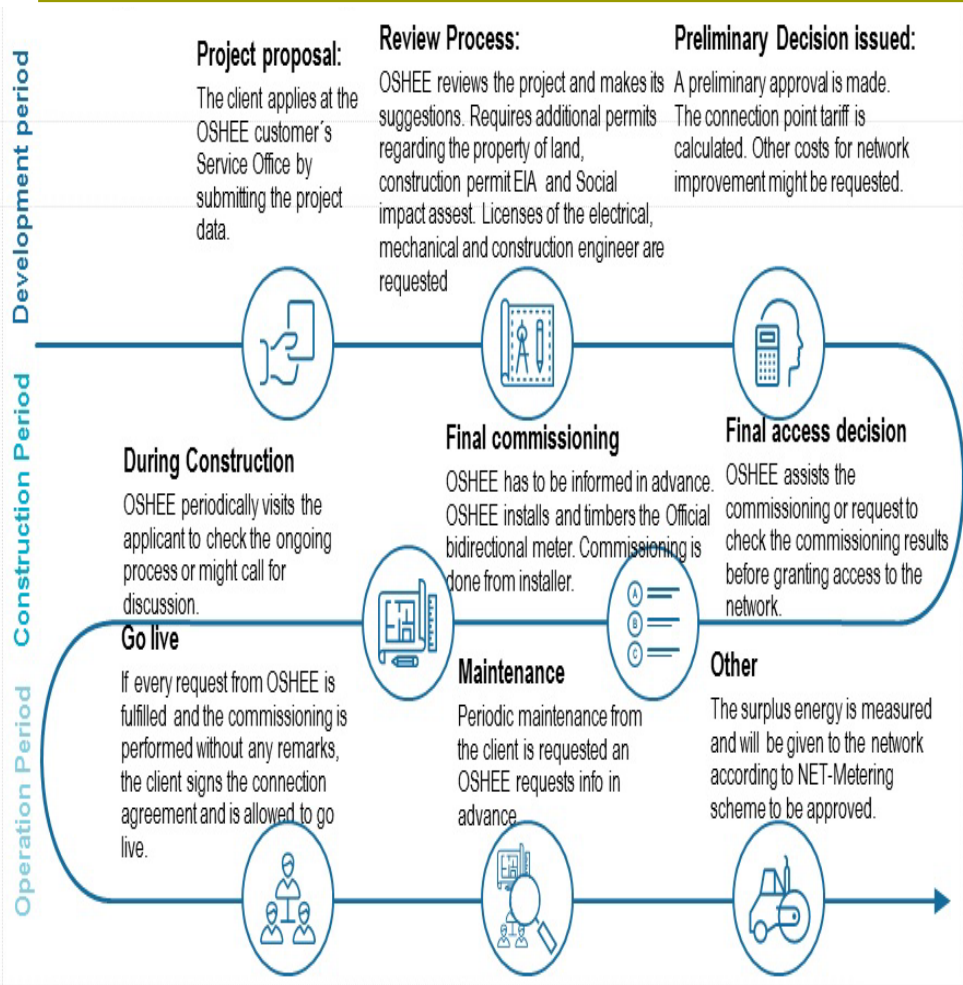 Development period
Project proposal:
The client applies at the
OSHEE customer´s
Service Office by
submitting the project
data.
Review Process:
OSHEE reviews the project and makes its
suggestions. Requires additional permits
regarding the property of land,
construction permit EIA and Social
impact assest. Licenses of the electrical,
mechanical and construction engineer are
requested
Preliminary Decision issued:
A preliminary approval is made.
The connection point tariff is
calculated. Other costs for network
improvement might be requested.
Construction Period
During Construction
OSHEE periodically visits the
applicant to check the ongoing
process or might call for
discussion.
Final commissioning
OSHEE has to be informed in advance.
OSHEE installs and timbers the Official
bidirectional meter. Commissioning is
done from installer.
Final access decision
OSHEE assists the
commissioning or request to
check the commissioning results
before granting access to the
network.
A
B
C
Operation Period
Go live
If every request from OSHEE is
fulfilled and the commissioning is
performed without any remarks,
the client signs the connection
agreement and is allowed to go
live.
Maintenance
Periodic maintenance from
the client is requested an
OSHEE requests info in
advance
Other
The surplus energy is measured
and will be given to the network
according to NET-Metering
scheme to be approved.